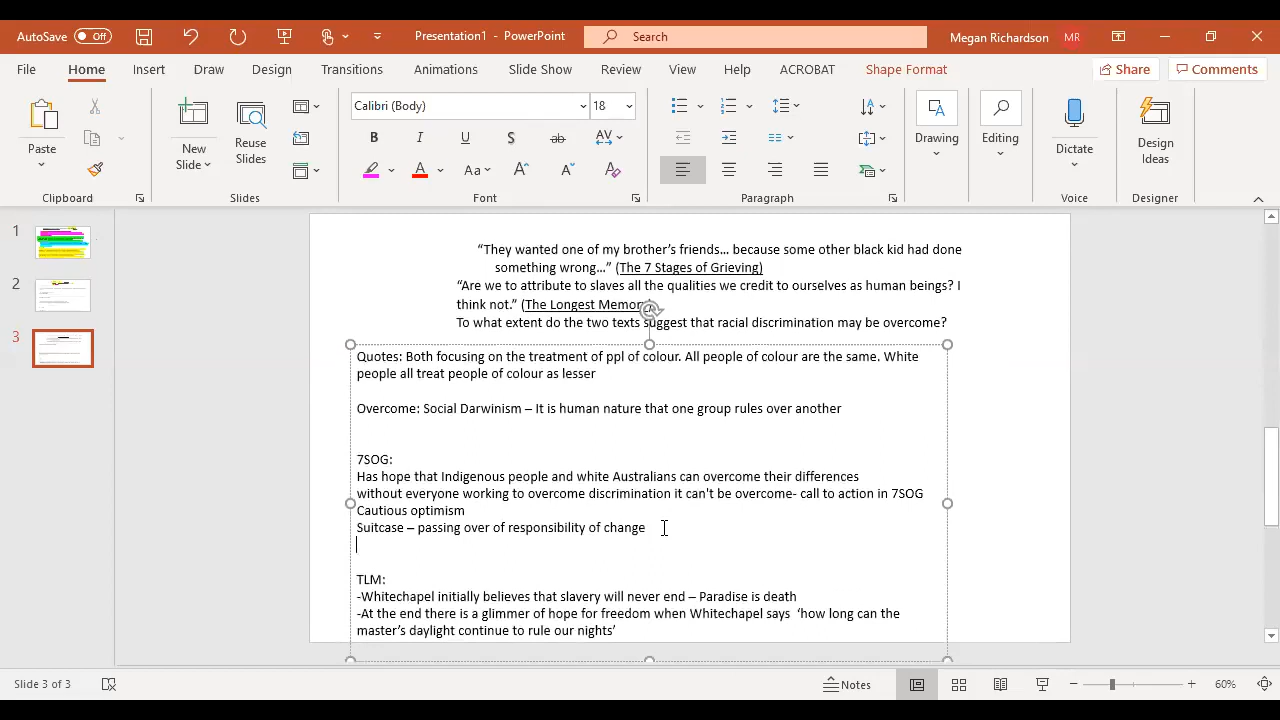 AutoSave Off Presentation1 - PowerPoint Search Megan Richardson MR
File Home Insert Draw Design Transitions Animations Slide Show Review View Help ACROBAT Shape Format Share Comments
Calibri (Body) 18
Paste New Slide Reuse Slides Drawing Editing Dictate Design Ideas
Clipboard Slides Font Paragraph Voice Designer
1
2
3
“They wanted one of my brother’s friends… because some other black kid had done
something wrong…” (The 7 Stages of Grieving)
“Are we to attribute to slaves all the qualities we credit to ourselves as human beings? I
think not.” (The Longest Memor
To what extent do the two texts suggest that racial discrimination may be overcome?
Quotes: Both focusing on the treatment of ppl of colour. All people of colour are the same. White
people all treat people of colour as lesser
Overcome: Social Darwinism – It is human nature that one group rules over another
7SOG:
Has hope that Indigenous people and white Australians can overcome their differences
without everyone working to overcome discrimination it can't be overcome- call to action in 7SOG
Cautious optimism
Suitcase – passing over of responsibility of change
TLM:
-Whitechapel initially believes that slavery will never end – Paradise is death
-At the end there is a glimmer of hope for freedom when Whitechapel says ‘how long can the
master’s daylight continue to rule our nights’
Slide 3 of 3 Notes 60%